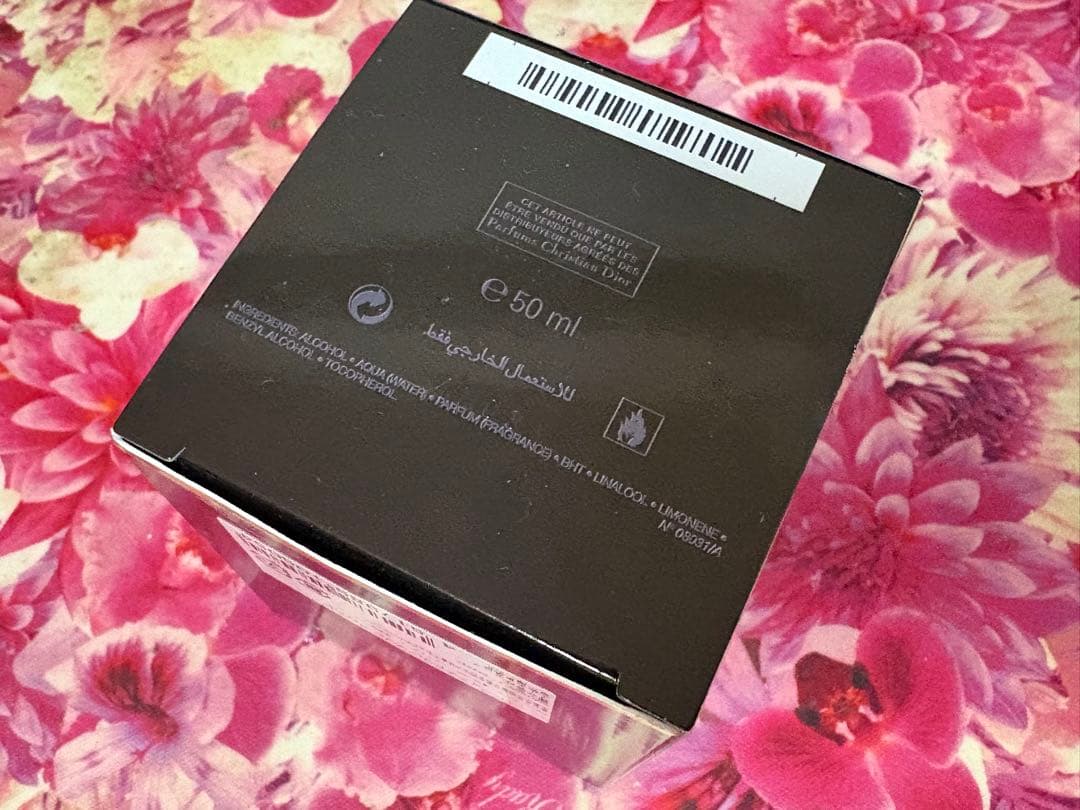 CET ARTICLE NE PEUT
ÊTRE VENDU QUE PAR LES
DISTRIBUTEURS AGRÉÉS DES
Parfums Christian Dior
℮ 50 ml
للاستعمال الخارجي فقط
INGREDIENTS: ALCOHOL • AQUA (WATER) • PARFUM (FRAGRANCE) • BHT • LINALOOL • LIMONENE •
BENZYL ALCOHOL • TOCOPHEROL
N° 03931/A